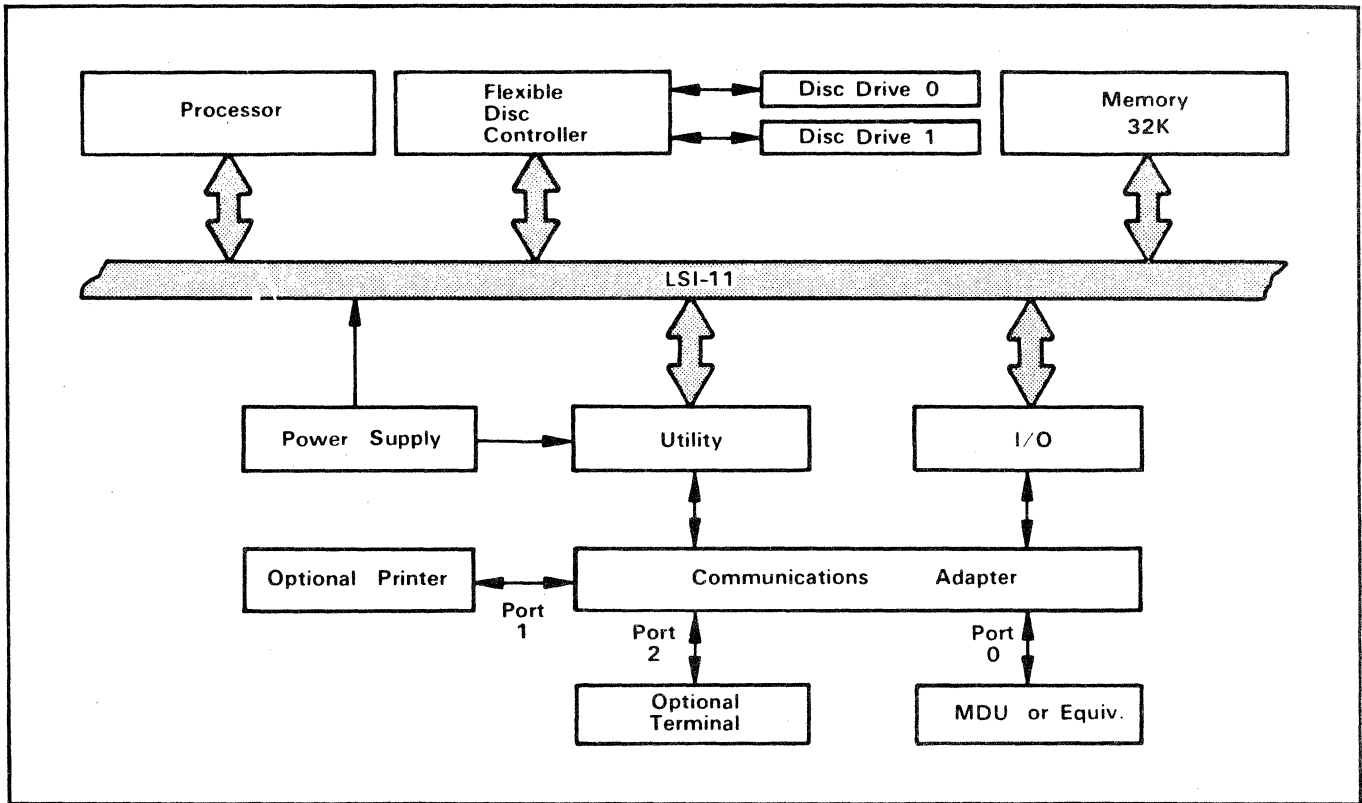 Processor
Flexible
Disc
Controller
Disc Drive 0
Disc Drive 1
Memory
32K
LSI-11
Power Supply
Utility
I/O
Optional Printer
Communications Adapter
Port
1
Port
2
Port
0
Optional
Terminal
MDU or Equiv.